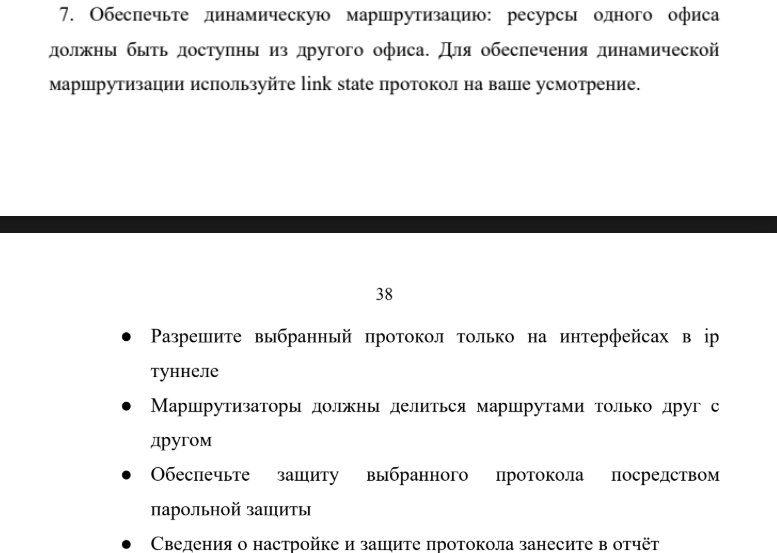 7. Обеспечьте динамическую маршрутизацию: ресурсы одного офиса
должны быть доступны из другого офиса. Для обеспечения динамической
маршрутизации используйте link state протокол на ваше усмотрение.
38
● Разрешите выбранный протокол только на интерфейсах в ip
туннеле
● Маршрутизаторы должны делиться маршрутами только друг с
другом
● Обеспечьте защиту выбранного протокола посредством
парольной защиты
● Сведения о настройке и защите протокола занесите в отчёт